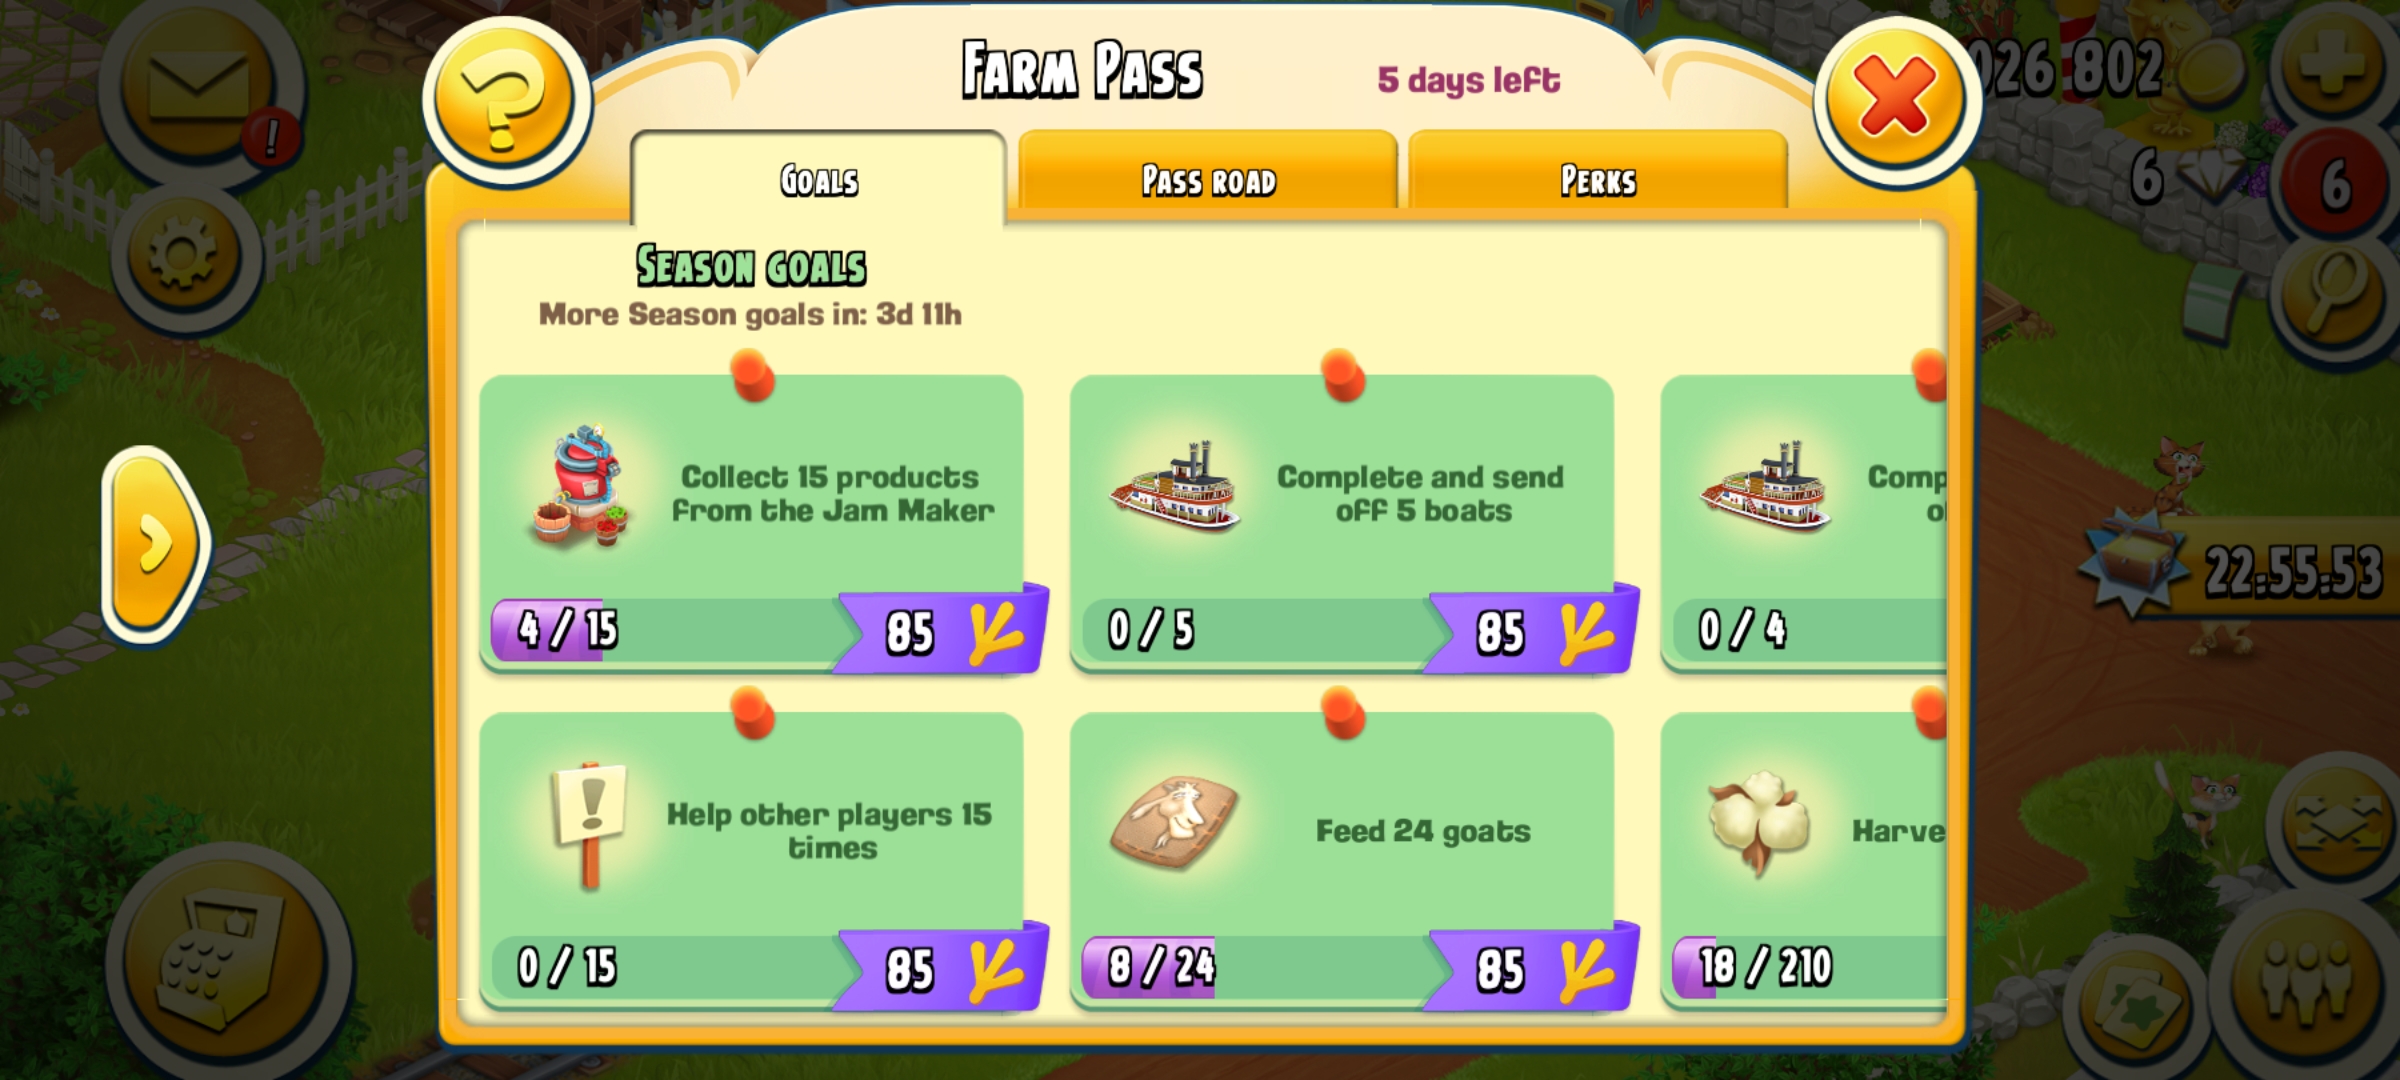 FARM PASS
5 days left
026 802
GOALS
PASS ROAD
PERKS
6
6
SEASON GOALS
More Season goals in: 3d 11h
Collect 15 products
from the Jam Maker
4 / 15
85
Complete and send
off 5 boats
0 / 5
85
Comp
0 / 4
22:55:53
Help other players 15
times
0 / 15
85
Feed 24 goats
8 / 24
85
Harve
18 / 210